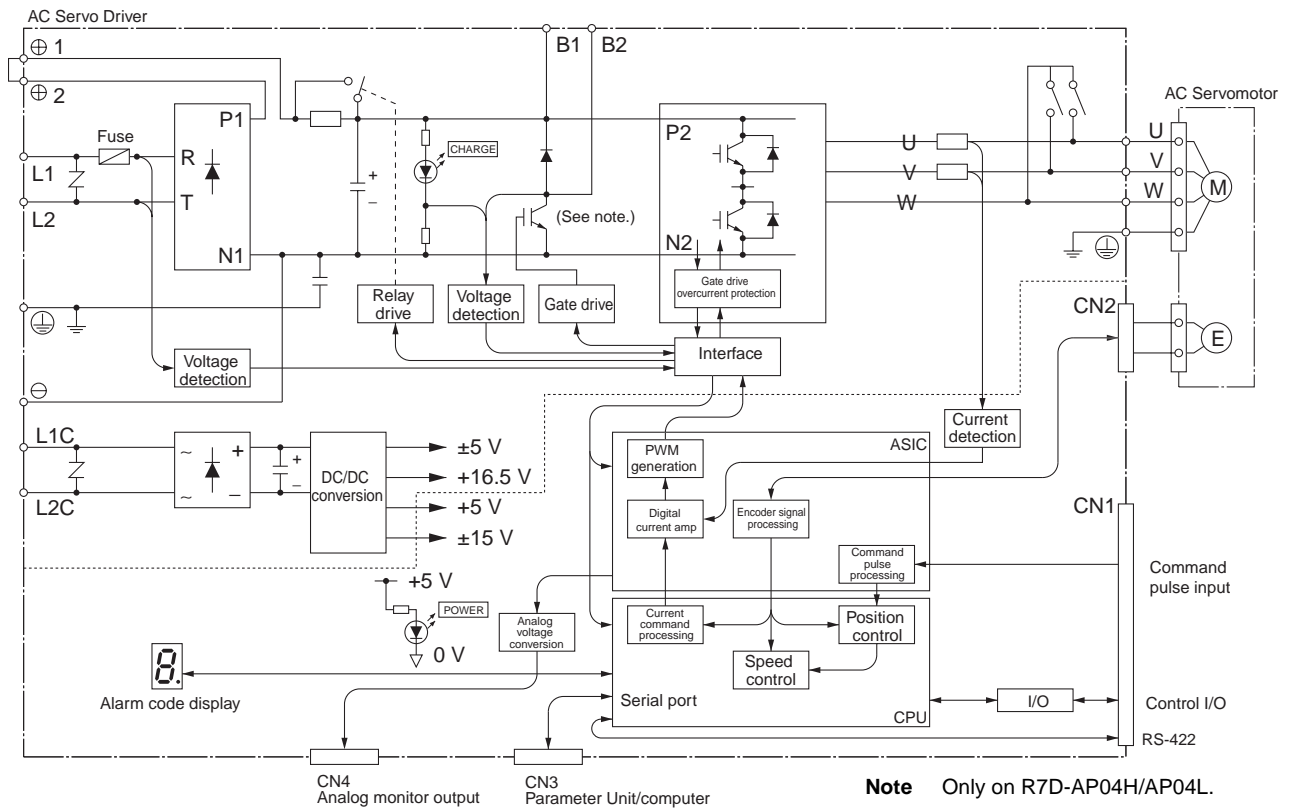 AC Servo Driver
⊕ 1
⊕ 2
B1 B2
AC Servomotor
P1
Fuse
R
T
N1
L1
L2
+
–
CHARGE
(See note.)
P2
N2
Gate drive
overcurrent protection
U
V
W
U
V
W
M
Relay
drive
Voltage
detection
Gate drive
Interface
CN2
E
Voltage
detection
⊖
L1C
L2C
~ +
~ –
+
–
DC/DC
conversion
±5 V
+16.5 V
+5 V
±15 V
Current
detection
ASIC
PWM
generation
Digital
current amp
Encoder signal
processing
Command
pulse
processing
CN1
Command
pulse input
+5 V
POWER
0 V
Analog
voltage
conversion
Current
command
processing
Position
control
Speed
control
8.
Alarm code display
Serial port
CPU
I/O
Control I/O
RS-422
CN4
Analog monitor output
CN3
Parameter Unit/computer
Note Only on R7D-AP04H/AP04L.